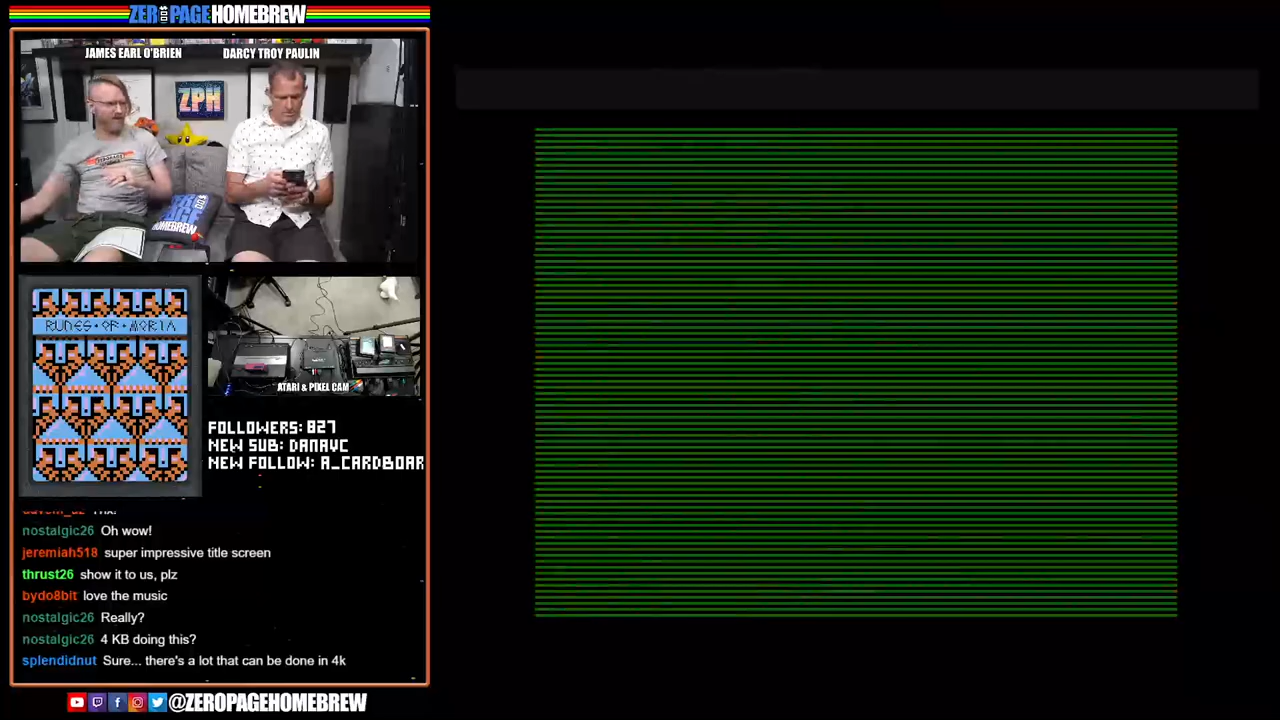 ZEROPAGE HOMEBREW
JAMES EARL O'BRIEN
DARCY TROY PAULIN
ZPH
HOMEBREW
RUNES•OF•MORIA
ATARI & PIXEL CAM
FOLLOWERS: 827
NEW SUB: DANAYC
NEW FOLLOW: A_CARDBOAR
nostalgic26 Oh wow!
jeremiah518 super impressive title screen
thrust26 show it to us, plz
bydo8bit love the music
nostalgic26 Really?
nostalgic26 4 KB doing this?
splendidnut Sure... there's a lot that can be done in 4k
@ZEROPAGEHOMEBREW